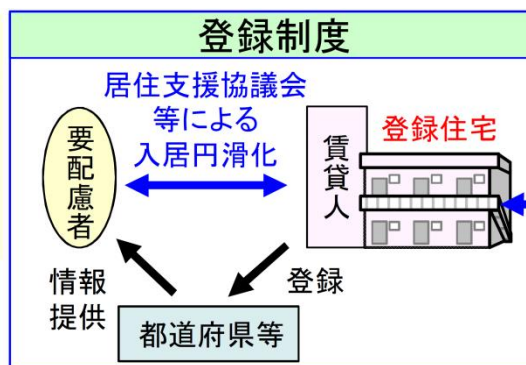 登録制度
居住支援協議会
等による
入居円滑化
要配慮者
賃貸人
登録住宅
情報
提供
登録
都道府県等